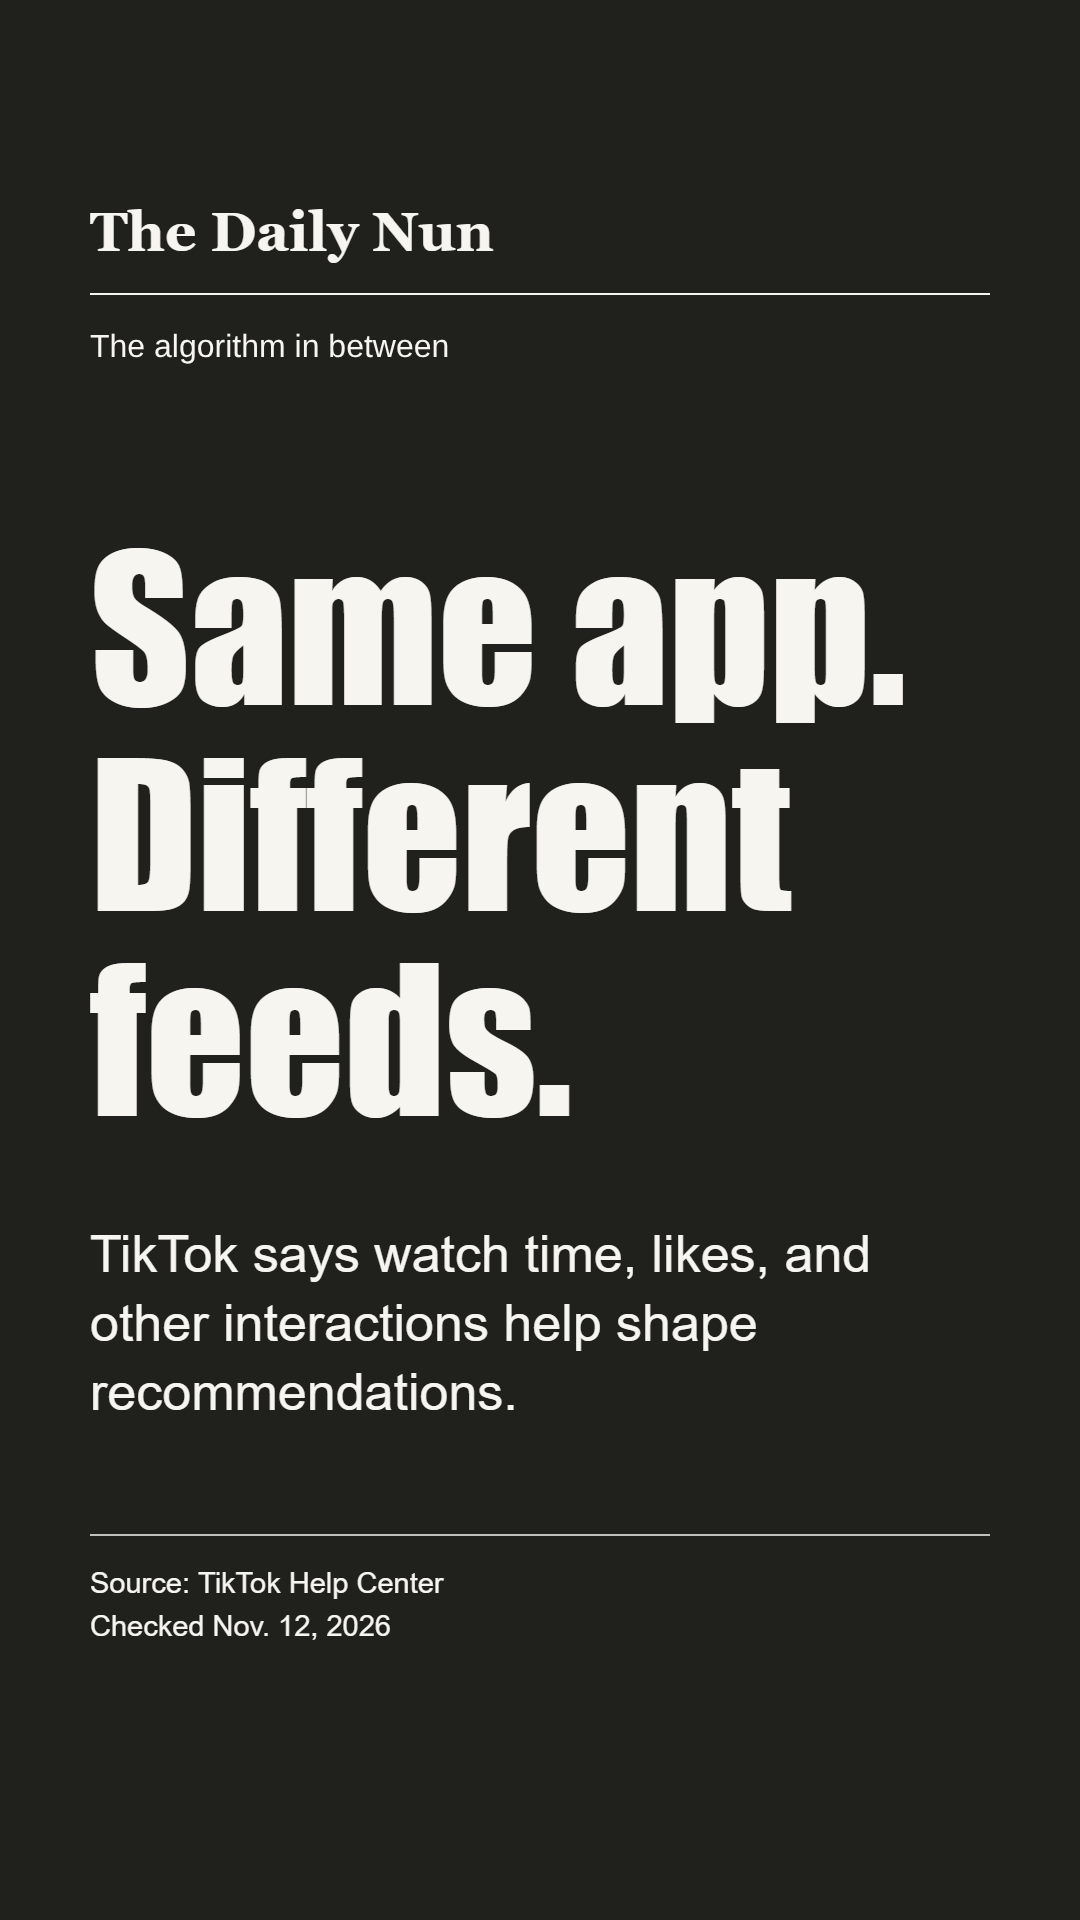 The Daily Nun
The algorithm in between
Same app.
Different
feeds.
TikTok says watch time, likes, and
other interactions help shape
recommendations.
Source: TikTok Help Center
Checked Nov. 12, 2026